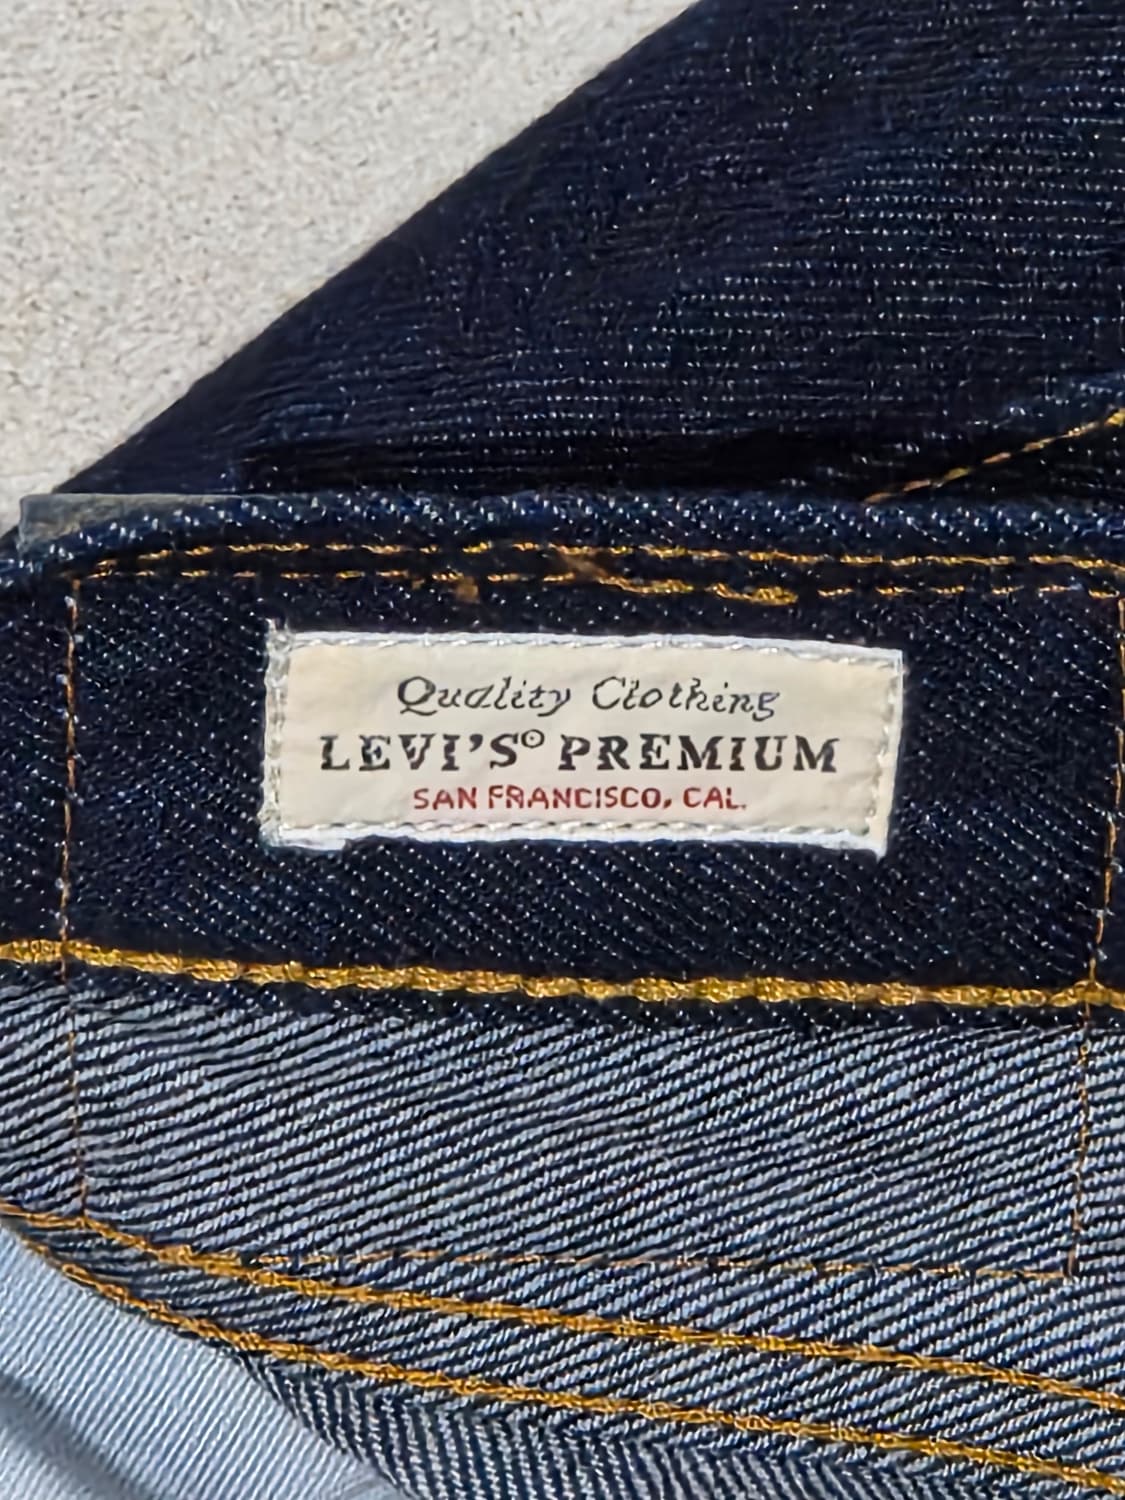 Quality Clothing
LEVI'S® PREMIUM
SAN FRANCISCO, CAL.